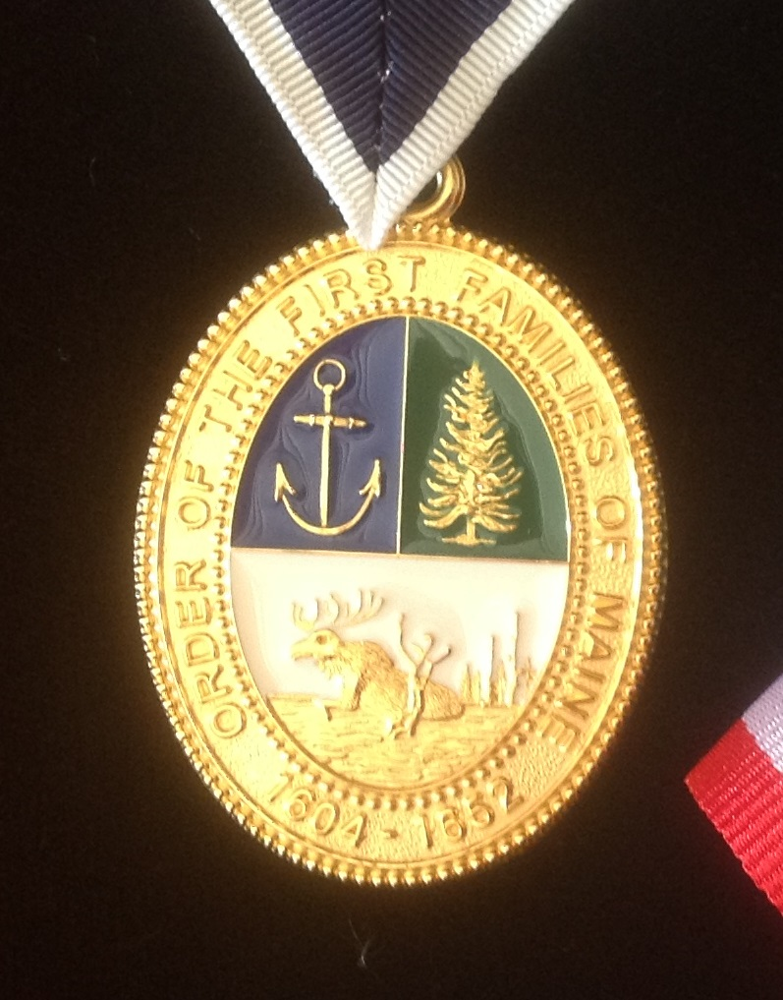 ORDER OF THE FIRST FAMILIES OF MAINE
1604 - 1652